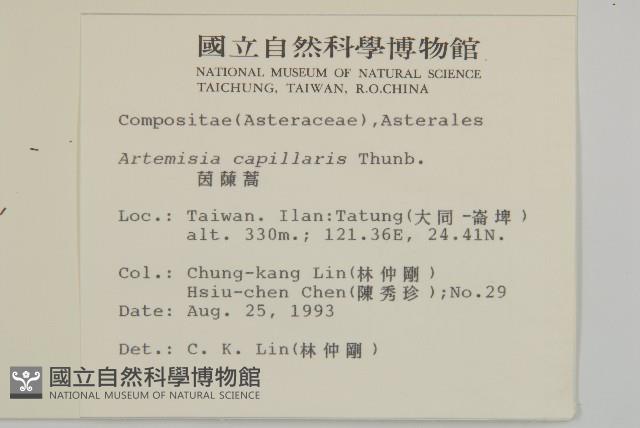 國立自然科學博物館
NATIONAL MUSEUM OF NATURAL SCIENCE
TAICHUNG, TAIWAN, R.O.CHINA
Compositae(Asteraceae),Asterales
Artemisia capillaris Thunb.
茵蔯蒿
Loc.: Taiwan. Ilan:Tatung(大同-崙埤)
alt. 330m.; 121.36E, 24.41N.
Col.: Chung-kang Lin(林仲剛)
Hsiu-chen Chen(陳秀珍);No.29
Date: Aug. 25, 1993
Det.: C. K. Lin(林仲剛)
國立自然科學博物館
NATIONAL MUSEUM OF NATURAL SCIENCE